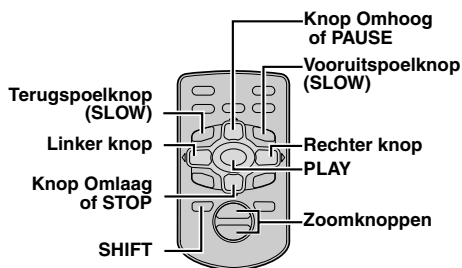 Knop Omhoog
of PAUSE
Vooruitspoelknop
(SLOW)
Terugspoelknop
(SLOW)
Linker knop
Rechter knop
PLAY
Knop Omlaag
of STOP
Zoomknoppen
SHIFT